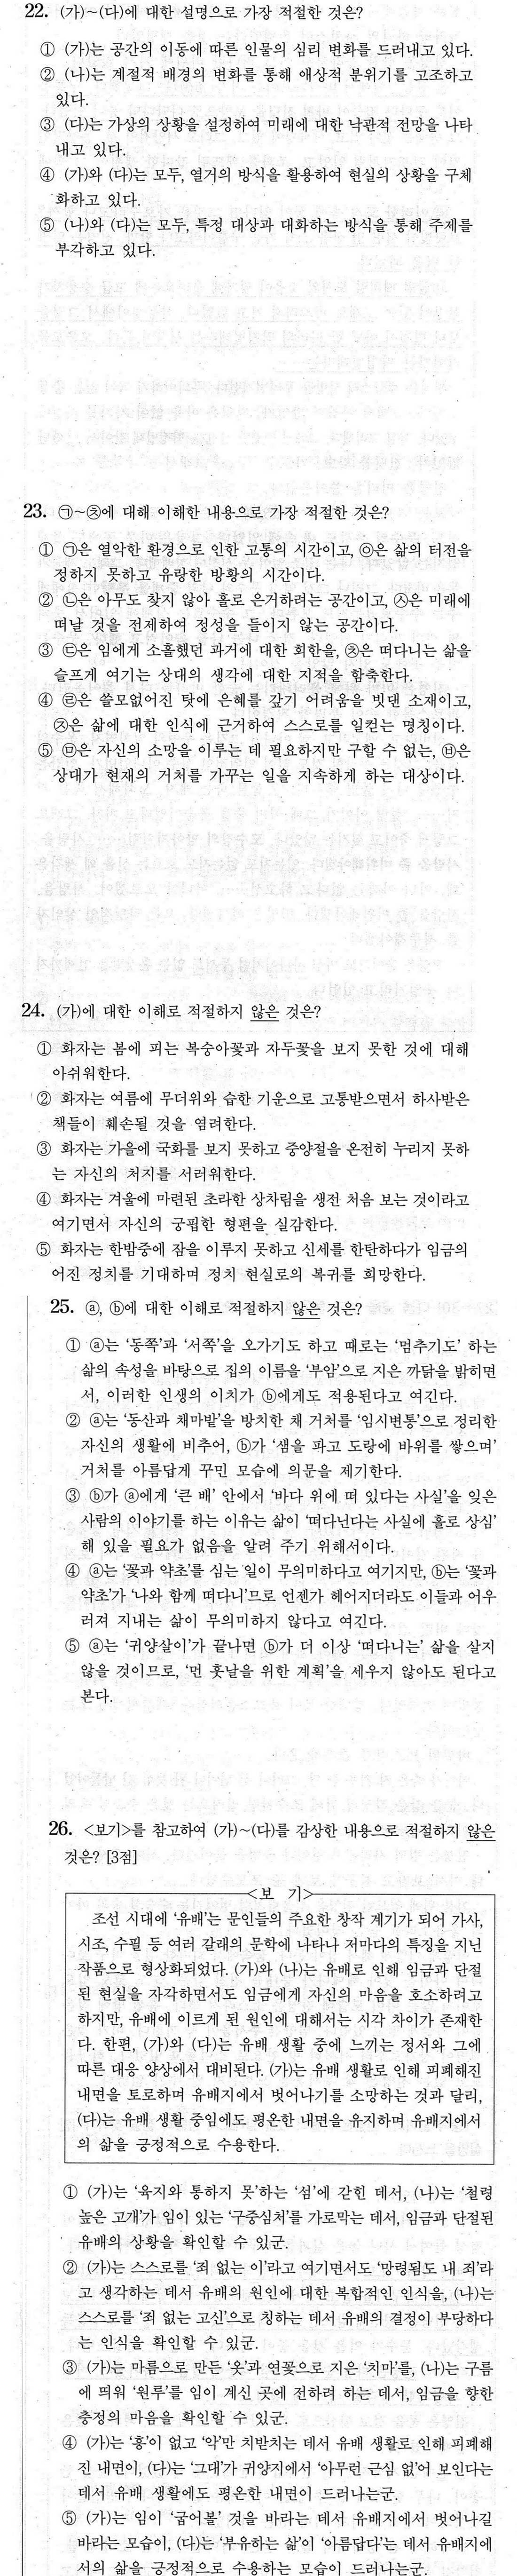 22. (가)~(다)에 대한 설명으로 가장 적절한 것은?
① (가)는 공간의 이동에 따른 인물의 심리 변화를 드러내고 있다.
② (나)는 계절적 배경의 변화를 통해 애상적 분위기를 고조하고
있다.
③ (다)는 가상의 상황을 설정하여 미래에 대한 낙관적 전망을 나타
내고 있다.
④ (가)와 (다)는 모두, 열거의 방식을 활용하여 현실의 상황을 구체
화하고 있다.
⑤ (나)와 (다)는 모두, 특정 대상과 대화하는 방식을 통해 주제를
부각하고 있다.
23. ㉠~㉩에 대해 이해한 내용으로 가장 적절한 것은?
① ㉠은 열악한 환경으로 인한 고통의 시간이고, ㉧은 삶의 터전을
정하지 못하고 유랑한 방황의 시간이다.
② ㉡은 아무도 찾지 않아 홀로 은거하려는 공간이고, ㉦은 미래에
떠날 것을 전제하여 정성을 들이지 않는 공간이다.
③ ㉢은 임에게 소홀했던 과거에 대한 회한을, ㉩은 떠다니는 삶을
슬프게 여기는 상대의 생각에 대한 지적을 함축한다.
④ ㉣은 쓸모없어진 탓에 은혜를 갚기 어려움을 빗댄 소재이고,
㉨은 삶에 대한 인식에 근거하여 스스로를 일컫는 명칭이다.
⑤ ㉤은 자신의 소망을 이루는 데 필요하지만 구할 수 없는, ㉥은
상대가 현재의 거처를 가꾸는 일을 지속하게 하는 대상이다.
24. (가)에 대한 이해로 적절하지 않은 것은?
① 화자는 봄에 피는 복숭아꽃과 자두꽃을 보지 못한 것에 대해
아쉬워한다.
② 화자는 여름에 무더위와 습한 기운으로 고통받으면서 하사받은
책들이 훼손될 것을 염려한다.
③ 화자는 가을에 국화를 보지 못하고 중양절을 온전히 누리지 못하
는 자신의 처지를 서러워한다.
④ 화자는 겨울에 마련된 초라한 상차림을 생전 처음 보는 것이라고
여기면서 자신의 궁핍한 형편을 실감한다.
⑤ 화자는 한밤중에 잠을 이루지 못하고 신세를 한탄하다가 임금의
어진 정치를 기대하며 정치 현실로의 복귀를 희망한다.
25. ⓐ, ⓑ에 대한 이해로 적절하지 않은 것은?
① ⓐ는 ‘동쪽’과 ‘서쪽’을 오가기도 하고 때로는 ‘멈추기도’ 하는
삶의 속성을 바탕으로 집의 이름을 ‘부암’으로 지은 까닭을 밝히면
서, 이러한 인생의 이치가 ⓑ에게도 적용된다고 여긴다.
② ⓐ는 ‘동산과 채마밭’을 방치한 채 거처를 ‘임시변통’으로 정리한
자신의 생활에 비추어, ⓑ가 ‘샘을 파고 도랑에 바위를 쌓으며’
거처를 아름답게 꾸민 모습에 의문을 제기한다.
③ ⓑ가 ⓐ에게 ‘큰 배’ 안에서 ‘바다 위에 떠 있다는 사실’을 잊은
사람의 이야기를 하는 이유는 삶이 ‘떠다닌다는 사실에 홀로 상심’
해 있을 필요가 없음을 알려 주기 위해서이다.
④ ⓐ는 ‘꽃과 약초’를 심는 일이 무의미하다고 여기지만, ⓑ는 ‘꽃과
약초’가 ‘나와 함께 떠다니’므로 언젠가 헤어지더라도 이들과 어우
러져 지내는 삶이 무의미하지 않다고 여긴다.
⑤ ⓐ는 ‘귀양살이’가 끝나면 ⓑ가 더 이상 ‘떠다니는’ 삶을 살지
않을 것이므로, ‘먼 훗날을 위한 계획’을 세우지 않아도 된다고
본다.
26. <보기>를 참고하여 (가)~(다)를 감상한 내용으로 적절하지 않은
것은? [3점]
<보 기>
조선 시대에 ‘유배’는 문인들의 주요한 창작 계기가 되어 가사,
시조, 수필 등 여러 갈래의 문학에 나타나 저마다의 특징을 지닌
작품으로 형상화되었다. (가)와 (나)는 유배로 인해 임금과 단절
된 현실을 자각하면서도 임금에게 자신의 마음을 호소하려고
하지만, 유배에 이르게 된 원인에 대해서는 시각 차이가 존재한
다. 한편, (가)와 (다)는 유배 생활 중에 느끼는 정서와 그에
따른 대응 양상에서 대비된다. (가)는 유배 생활로 인해 피폐해진
내면을 토로하며 유배지에서 벗어나기를 소망하는 것과 달리,
(다)는 유배 생활 중임에도 평온한 내면을 유지하며 유배지에서
의 삶을 긍정적으로 수용한다.
① (가)는 ‘육지와 통하지 못’하는 ‘섬’에 갇힌 데서, (나)는 ‘철령
높은 고개’가 임이 있는 ‘구중심처’를 가로막는 데서, 임금과 단절된
유배의 상황을 확인할 수 있군.
② (가)는 스스로를 ‘죄 없는 이’라고 여기면서도 ‘망령됨도 내 죄’라
고 생각하는 데서 유배의 원인에 대한 복합적인 인식을, (나)는
스스로를 ‘죄 없는 고신’으로 칭하는 데서 유배의 결정이 부당하다
는 인식을 확인할 수 있군.
③ (가)는 마름으로 만든 ‘옷’과 연꽃으로 지은 ‘치마’를, (나)는 구름
에 띄워 ‘원루’를 임이 계신 곳에 전하려 하는 데서, 임금을 향한
충정의 마음을 확인할 수 있군.
④ (가)는 ‘흥’이 없고 ‘악’만 치받치는 데서 유배 생활로 인해 피폐해
진 내면이, (다)는 ‘그대’가 귀양지에서 ‘아무런 근심 없’어 보인다는
데서 유배 생활에도 평온한 내면이 드러나는군.
⑤ (가)는 임이 ‘굽어볼’ 것을 바라는 데서 유배지에서 벗어나길
바라는 모습이, (다)는 ‘부유하는 삶’이 ‘아름답다’는 데서 유배지에
서의 삶을 긍정적으로 수용하는 모습이 드러나는군.